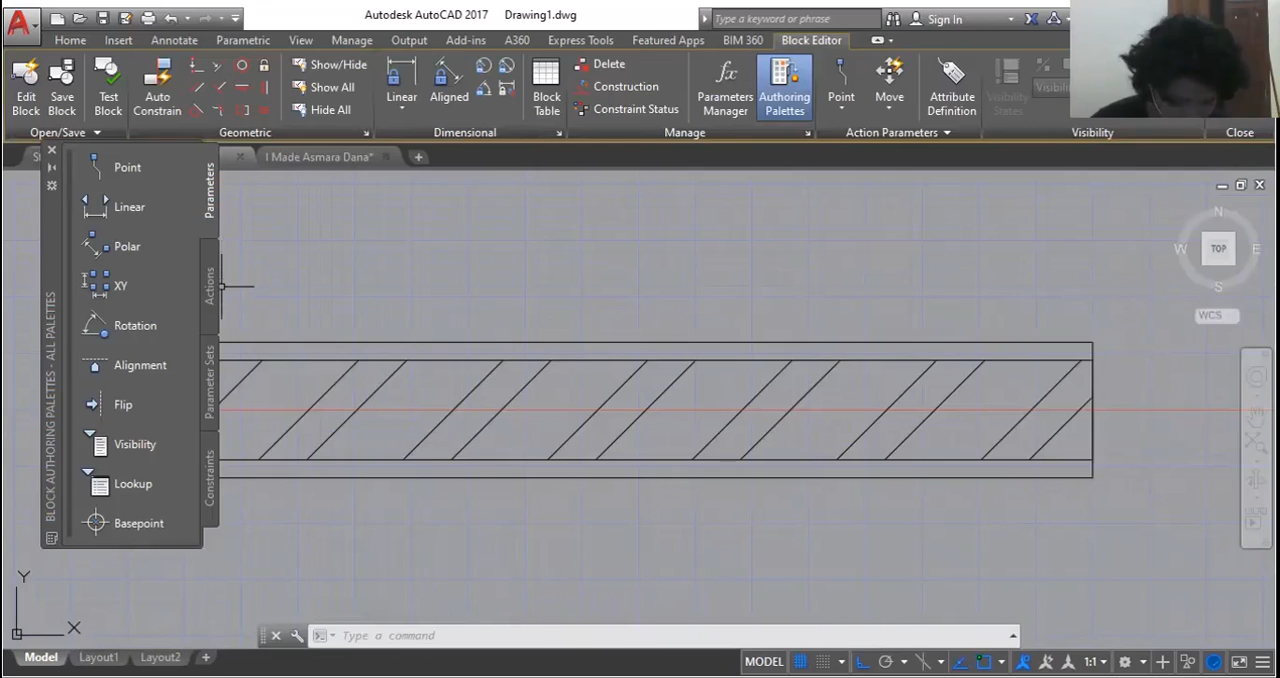 Autodesk AutoCAD 2017 Drawing1.dwg
Type a keyword or phrase
Sign In
Home Insert Annotate Parametric View Manage Output Add-ins A360 Express Tools Featured Apps BIM 360 Block Editor
Edit Block
Save Block
Test Block
Auto Constrain
Show/Hide
Show All
Hide All
Linear
Aligned
Block Table
Delete
Construction
Constraint Status
Parameters Manager
Authoring Palettes
Point
Move
Attribute Definition
Visibility States
Open/Save Geometric Dimensional Manage Action Parameters Visibility Close
I Made Asmara Dana*
Point
Linear
Polar
XY
Rotation
Alignment
Flip
Visibility
Lookup
Basepoint
Parameters
Actions
Parameter Sets
Constraints
BLOCK AUTHORING PALETTES - ALL PALETTES
N
W TOP E
S
WCS
Y
X
Type a command
Model Layout1 Layout2 +
MODEL 1:1